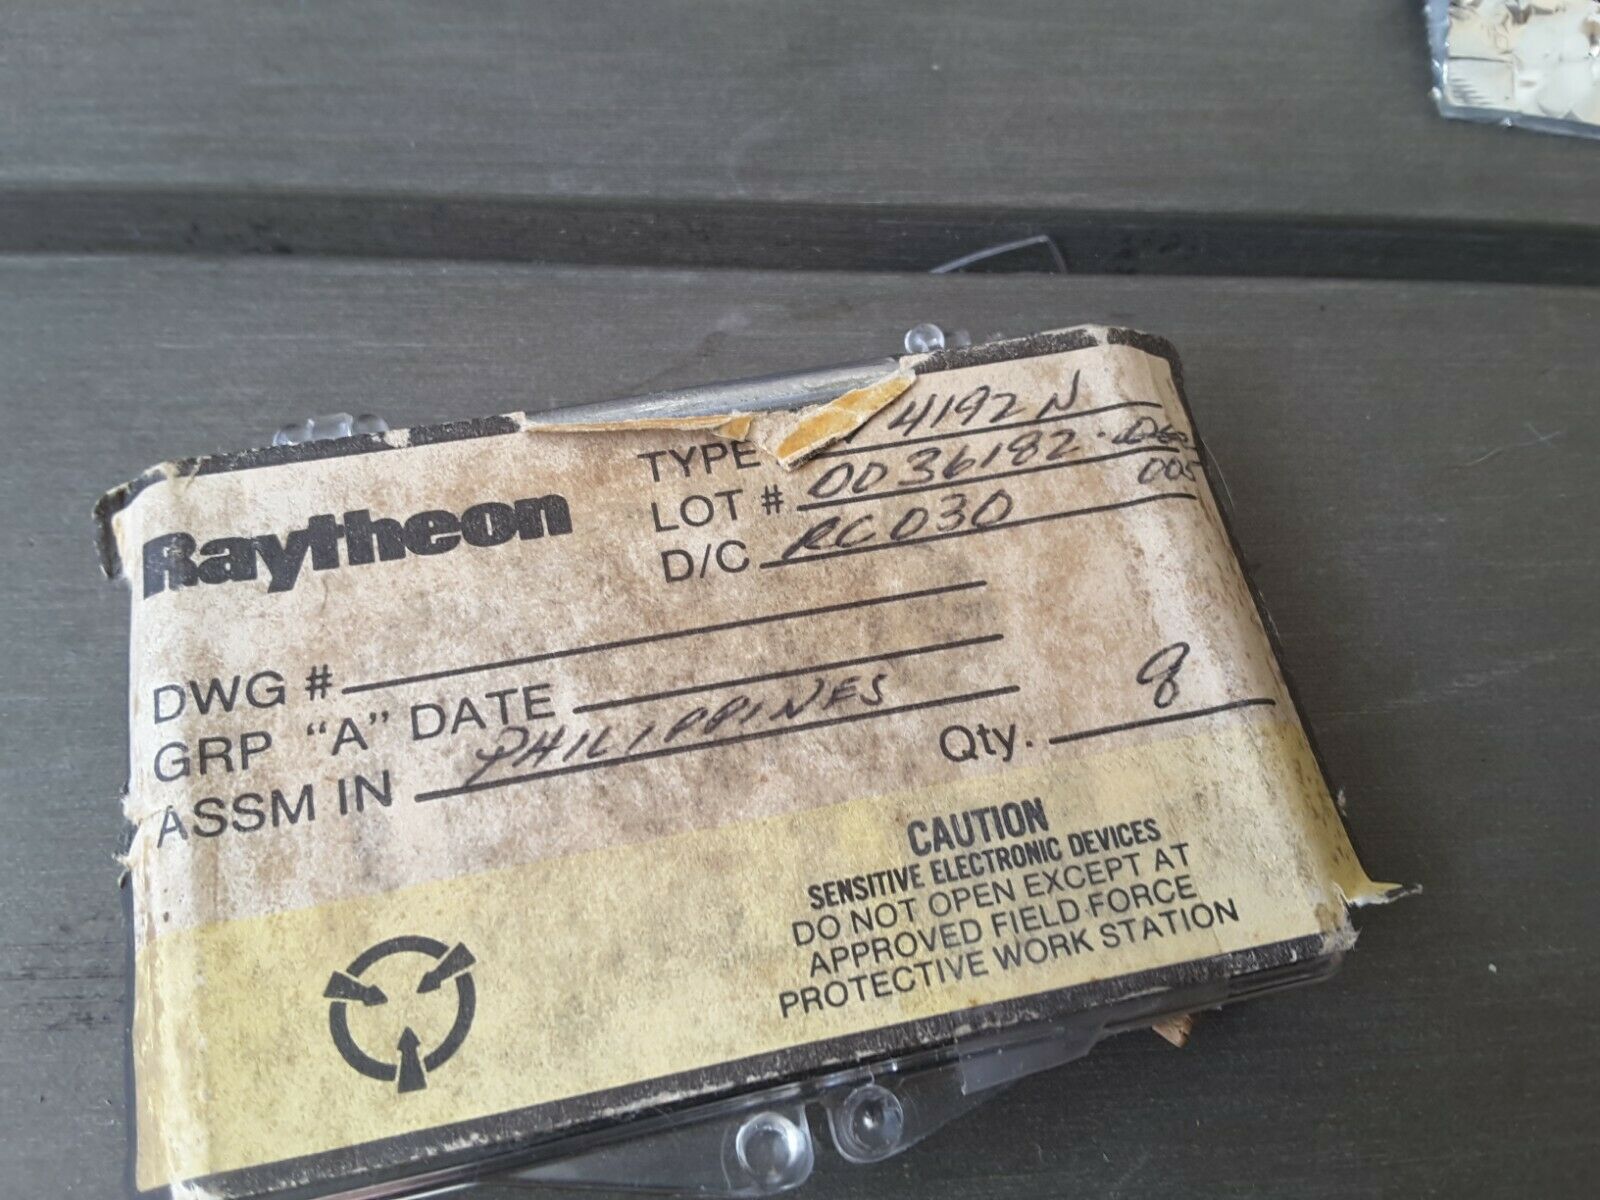 Raytheon
TYPE 4192N
LOT # 0036182
005
D/C RC030
DWG #
GRP "A" DATE
ASSM IN PHILIPPINES
Qty. 8
CAUTION
SENSITIVE ELECTRONIC DEVICES
DO NOT OPEN EXCEPT AT
APPROVED FIELD FORCE
PROTECTIVE WORK STATION